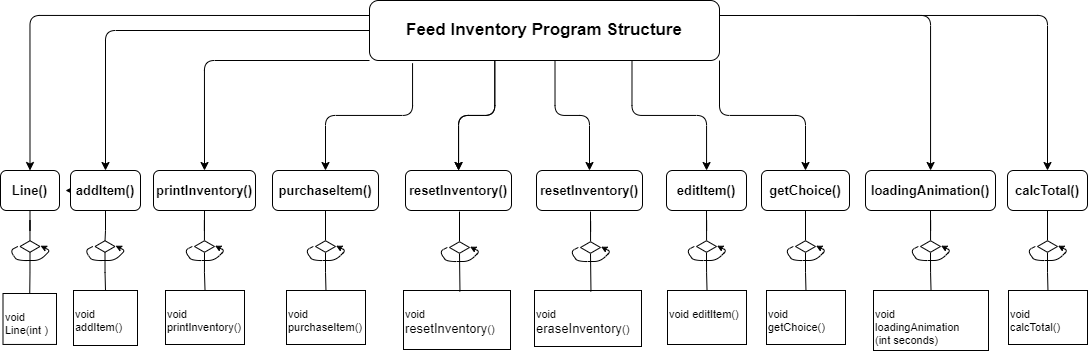 Feed Inventory Program Structure
Line()
addItem()
printInventory()
purchaseItem()
resetInventory()
resetInventory()
editItem()
getChoice()
loadingAnimation()
calcTotal()
void
Line(int )
void
addItem()
void
printInventory()
void
purchaseItem()
void
resetInventory()
void
eraseInventory()
void editItem()
void
getChoice()
void
loadingAnimation
(int seconds)
void
calcTotal()